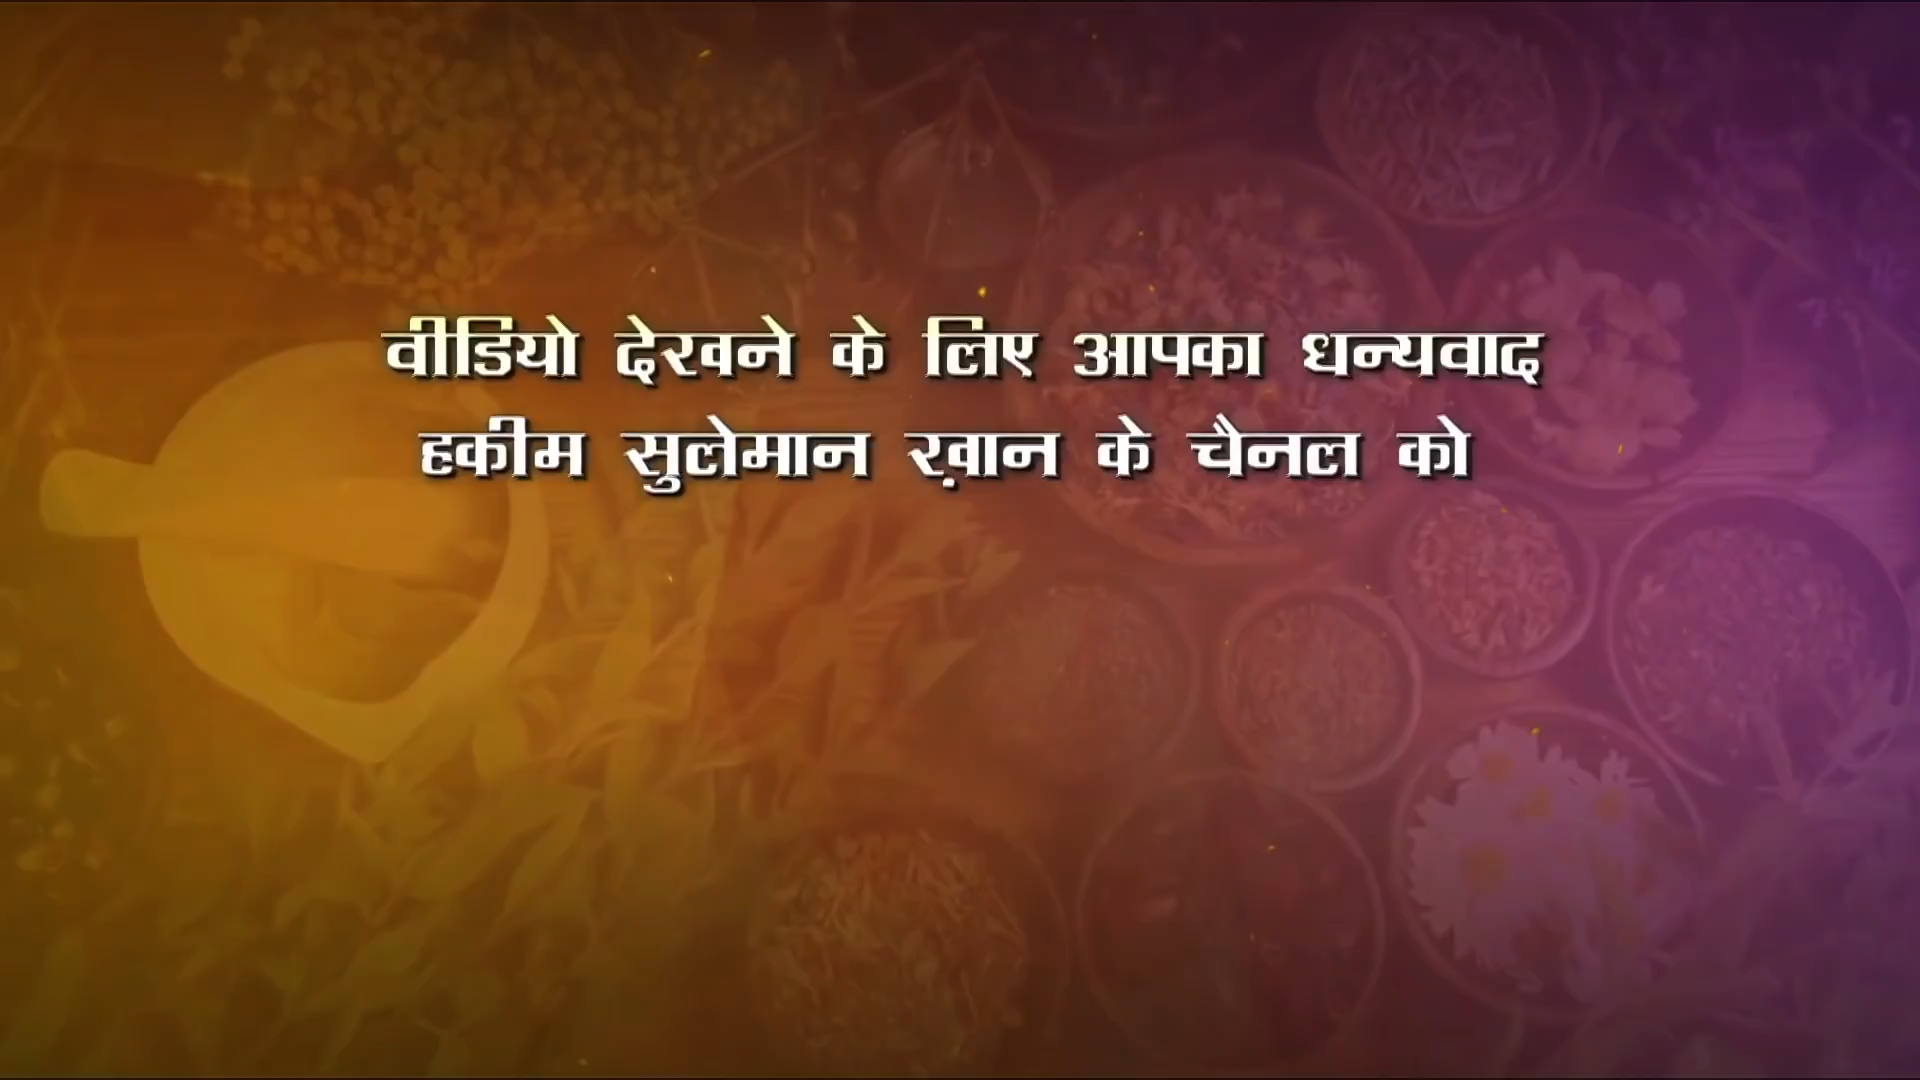 वीडियो देखने के लिए आपका धन्यवाद
हकीम सुलेमान ख़ान के चैनल को